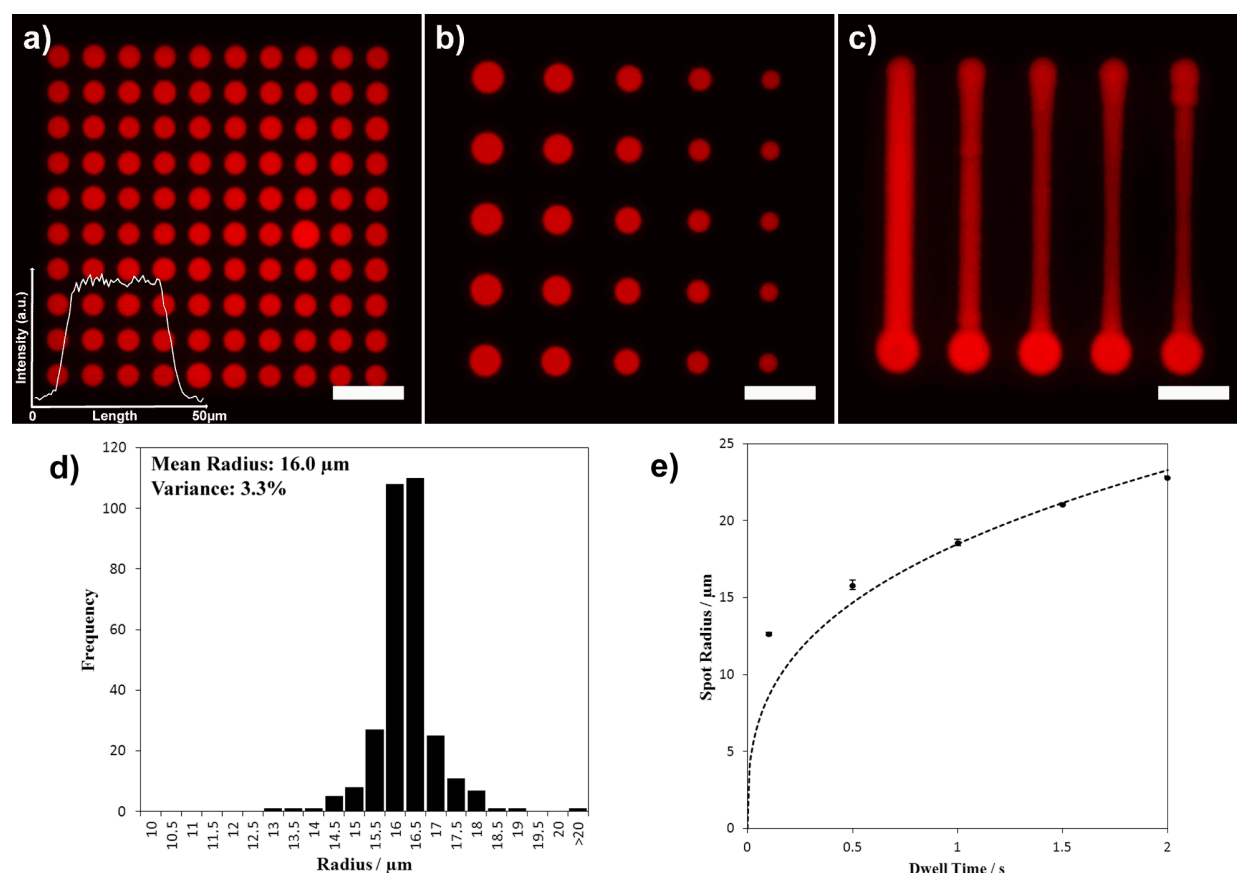 a)
b)
c)
Intensity (a.u.)
0
Length
50µm
d)
Mean Radius: 16.0 µm
Variance: 3.3%
Frequency
120
100
80
60
40
20
0
10 10.5 11 11.5 12 12.5 13 13.5 14 14.5 15 15.5 16 16.5 17 17.5 18 18.5 19 19.5 20 >20
Radius / µm
e)
Spot Radius / µm
25
20
15
10
5
0
0 0.5 1 1.5 2
Dwell Time / s